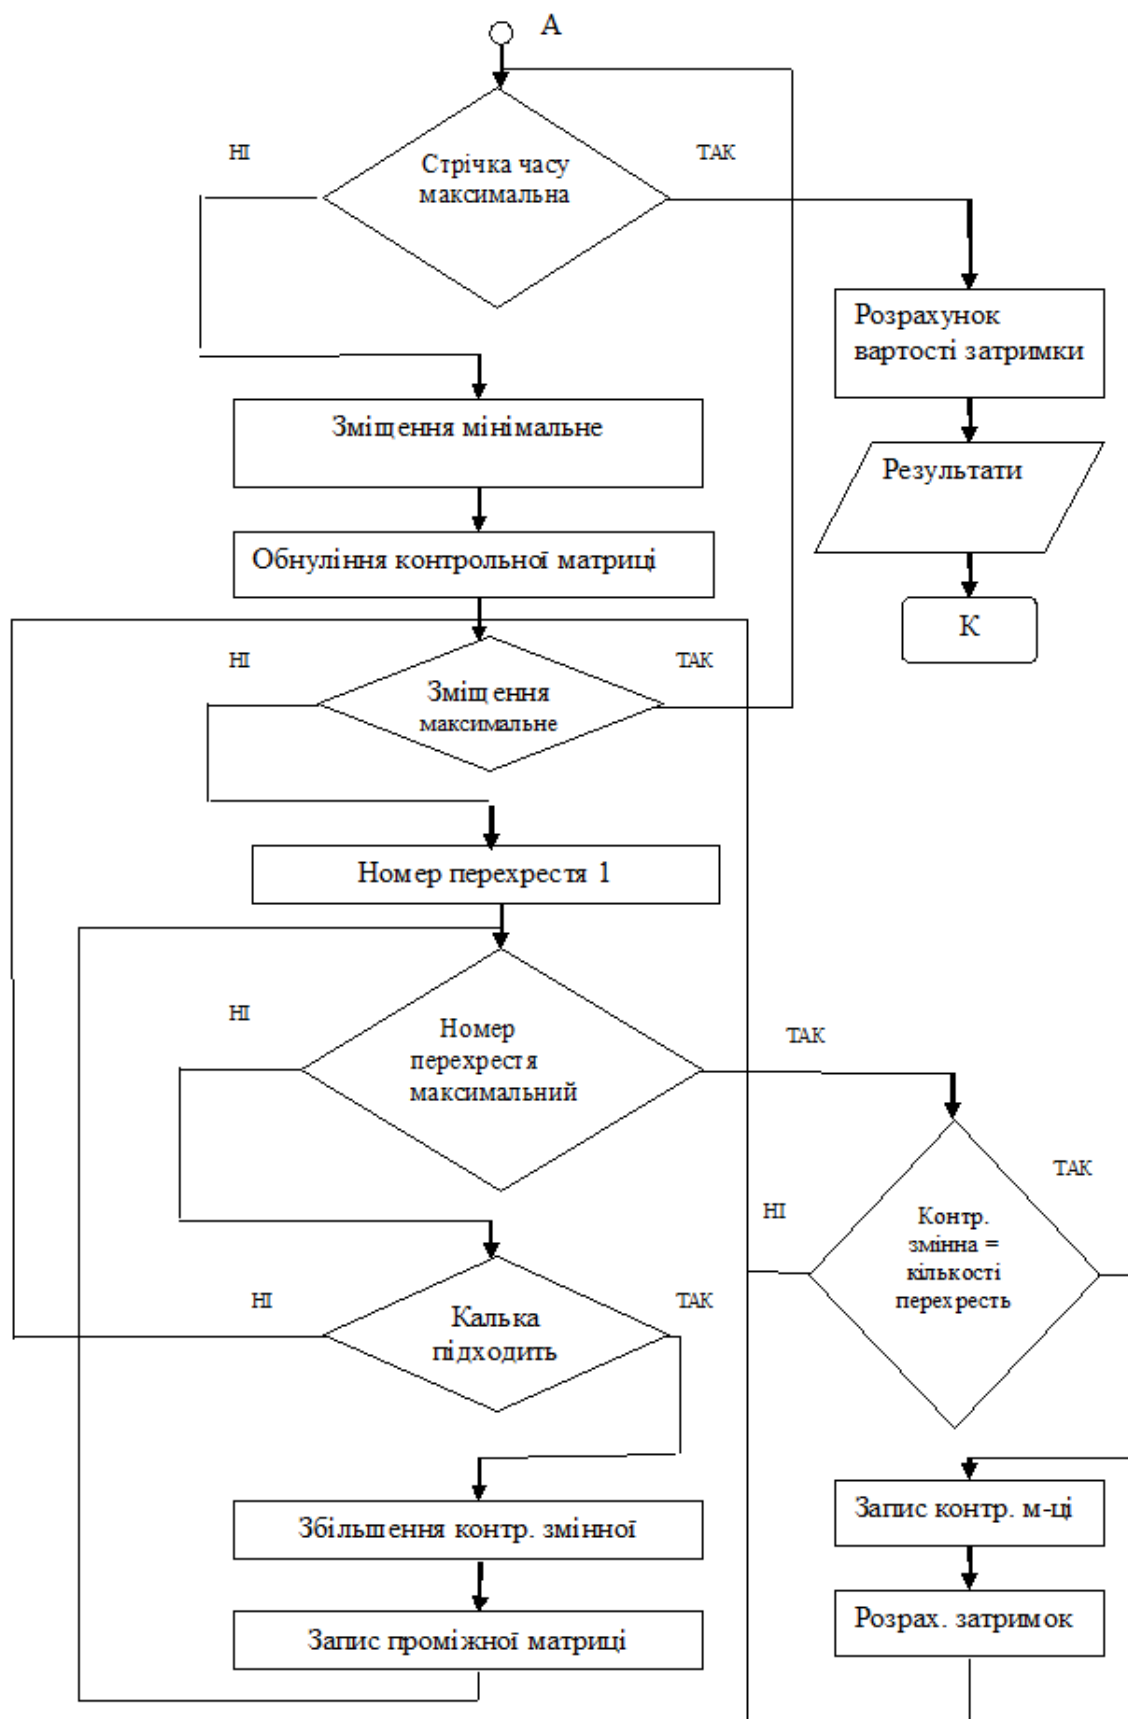 А
НІ
ТАК
Стрічка часу
максимальна
Розрахунок
вартості затримки
Зміщення мінімальне
Результати
Обнуління контрольної матриці
К
НІ
ТАК
Зміщення
максимальне
Номер перехрестя 1
НІ
Номер
перехрестя
максимальний
ТАК
ТАК
НІ
Контр.
змінна =
кількості
перехресть
НІ
ТАК
Калька
підходить
Запис контр. м-ці
Збільшення контр. змінної
Розрах. затримок
Запис проміжної матриці